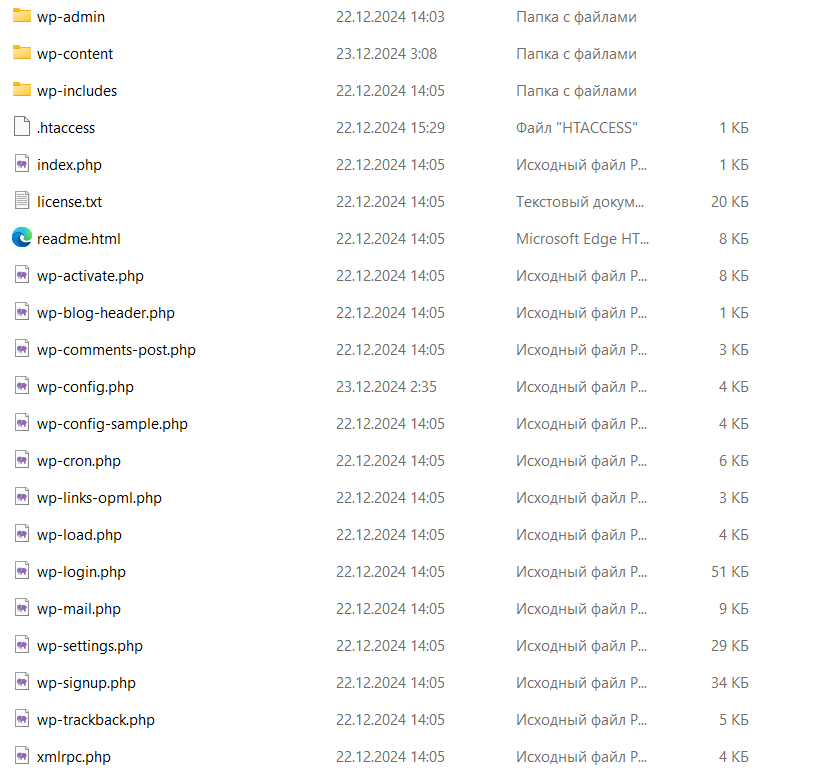 wp-admin 22.12.2024 14:03 Папка с файлами
wp-content 23.12.2024 3:08 Папка с файлами
wp-includes 22.12.2024 14:05 Папка с файлами
.htaccess 22.12.2024 15:29 Файл "HTACCESS" 1 КБ
index.php 22.12.2024 14:05 Исходный файл P... 1 КБ
license.txt 22.12.2024 14:05 Текстовый докум... 20 КБ
readme.html 22.12.2024 14:05 Microsoft Edge HT... 8 КБ
wp-activate.php 22.12.2024 14:05 Исходный файл P... 8 КБ
wp-blog-header.php 22.12.2024 14:05 Исходный файл P... 1 КБ
wp-comments-post.php 22.12.2024 14:05 Исходный файл P... 3 КБ
wp-config.php 23.12.2024 2:35 Исходный файл P... 4 КБ
wp-config-sample.php 22.12.2024 14:05 Исходный файл P... 4 КБ
wp-cron.php 22.12.2024 14:05 Исходный файл P... 6 КБ
wp-links-opml.php 22.12.2024 14:05 Исходный файл P... 3 КБ
wp-load.php 22.12.2024 14:05 Исходный файл P... 4 КБ
wp-login.php 22.12.2024 14:05 Исходный файл P... 51 КБ
wp-mail.php 22.12.2024 14:05 Исходный файл P... 9 КБ
wp-settings.php 22.12.2024 14:05 Исходный файл P... 29 КБ
wp-signup.php 22.12.2024 14:05 Исходный файл P... 34 КБ
wp-trackback.php 22.12.2024 14:05 Исходный файл P... 5 КБ
xmlrpc.php 22.12.2024 14:05 Исходный файл P... 4 КБ